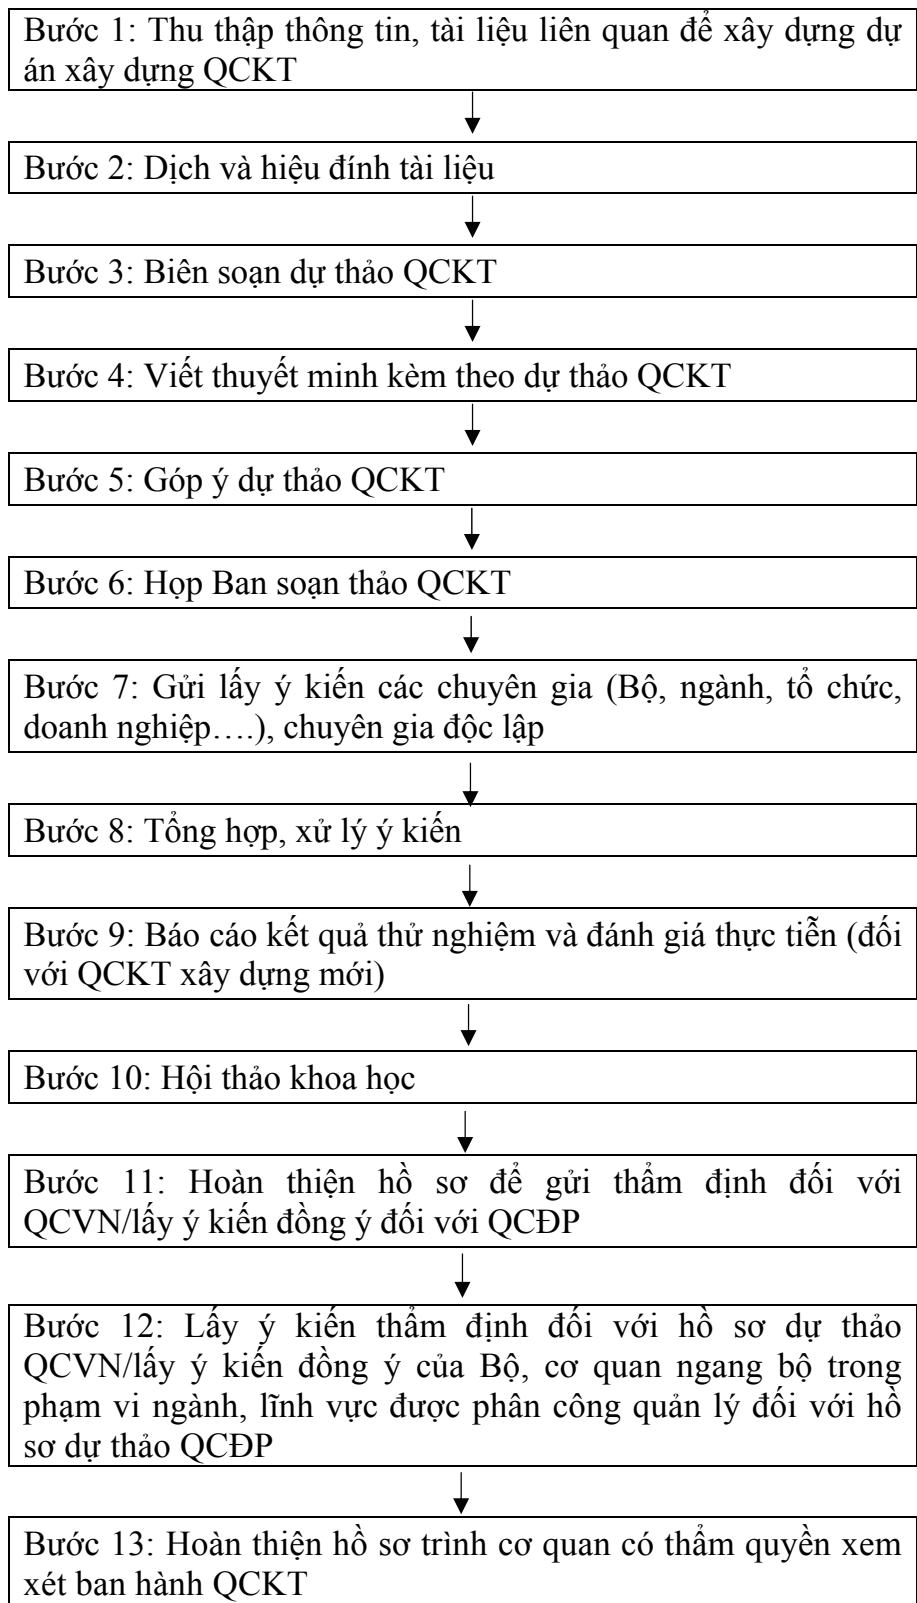 Bước 1: Thu thập thông tin, tài liệu liên quan để xây dựng dự
án xây dựng QCKT
Bước 2: Dịch và hiệu đính tài liệu
Bước 3: Biên soạn dự thảo QCKT
Bước 4: Viết thuyết minh kèm theo dự thảo QCKT
Bước 5: Góp ý dự thảo QCKT
Bước 6: Họp Ban soạn thảo QCKT
Bước 7: Gửi lấy ý kiến các chuyên gia (Bộ, ngành, tổ chức,
doanh nghiệp….), chuyên gia độc lập
Bước 8: Tổng hợp, xử lý ý kiến
Bước 9: Báo cáo kết quả thử nghiệm và đánh giá thực tiễn (đối
với QCKT xây dựng mới)
Bước 10: Hội thảo khoa học
Bước 11: Hoàn thiện hồ sơ để gửi thẩm định đối với
QCVN/lấy ý kiến đồng ý đối với QCĐP
Bước 12: Lấy ý kiến thẩm định đối với hồ sơ dự thảo
QCVN/lấy ý kiến đồng ý của Bộ, cơ quan ngang bộ trong
phạm vi ngành, lĩnh vực được phân công quản lý đối với hồ
sơ dự thảo QCĐP
Bước 13: Hoàn thiện hồ sơ trình cơ quan có thẩm quyền xem
xét ban hành QCKT